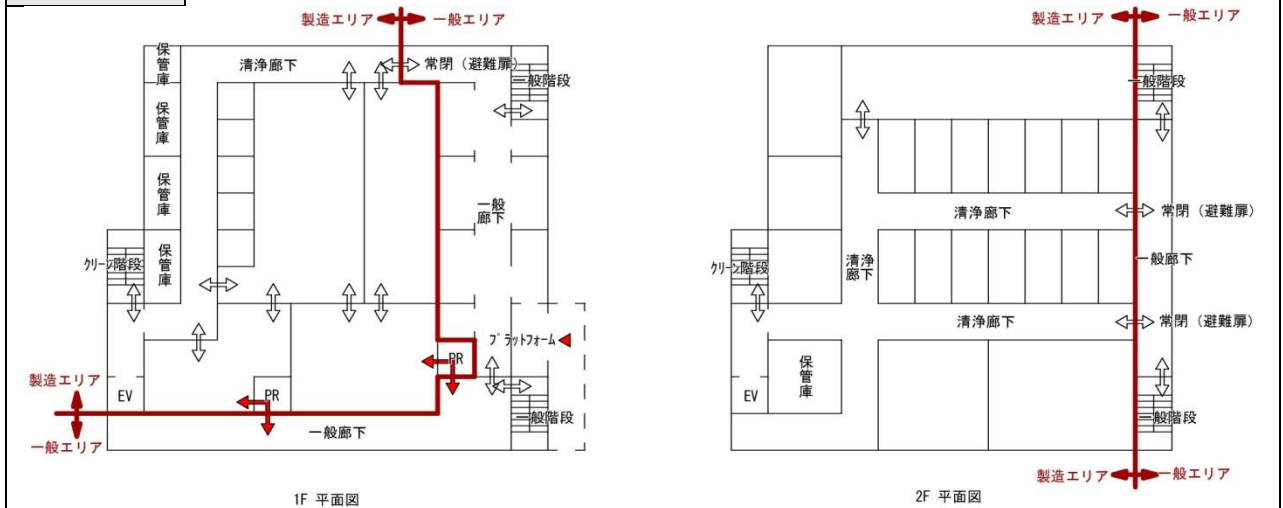 製造エリア
一般エリア
保管庫
清浄廊下
常閉（避難扉）
一般階段
保管庫
保管庫
一般廊下
保管庫
クリーン階段
プラットフォーム
PR
製造エリア
EV
PR
一般エリア
一般廊下
一般階段
1F 平面図
製造エリア
一般エリア
一般階段
清浄廊下
常閉（避難扉）
クリーン階段
清浄廊下
一般廊下
清浄廊下
常閉（避難扉）
保管庫
EV
一般階段
製造エリア
一般エリア
2F 平面図